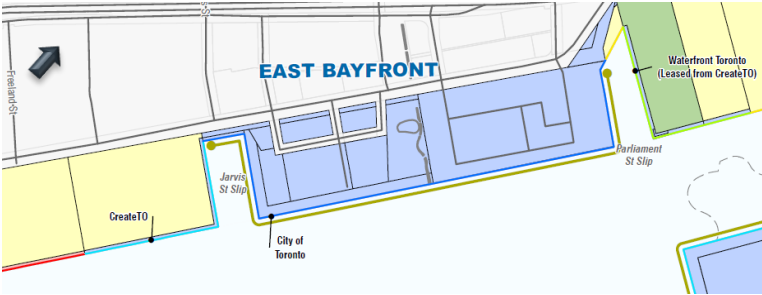 EAST BAYFRONT
Freeland St
Waterfront Toronto
(Leased from CreateTO)
Jarvis
St Slip
Parliament
St Slip
CreateTO
City of
Toronto